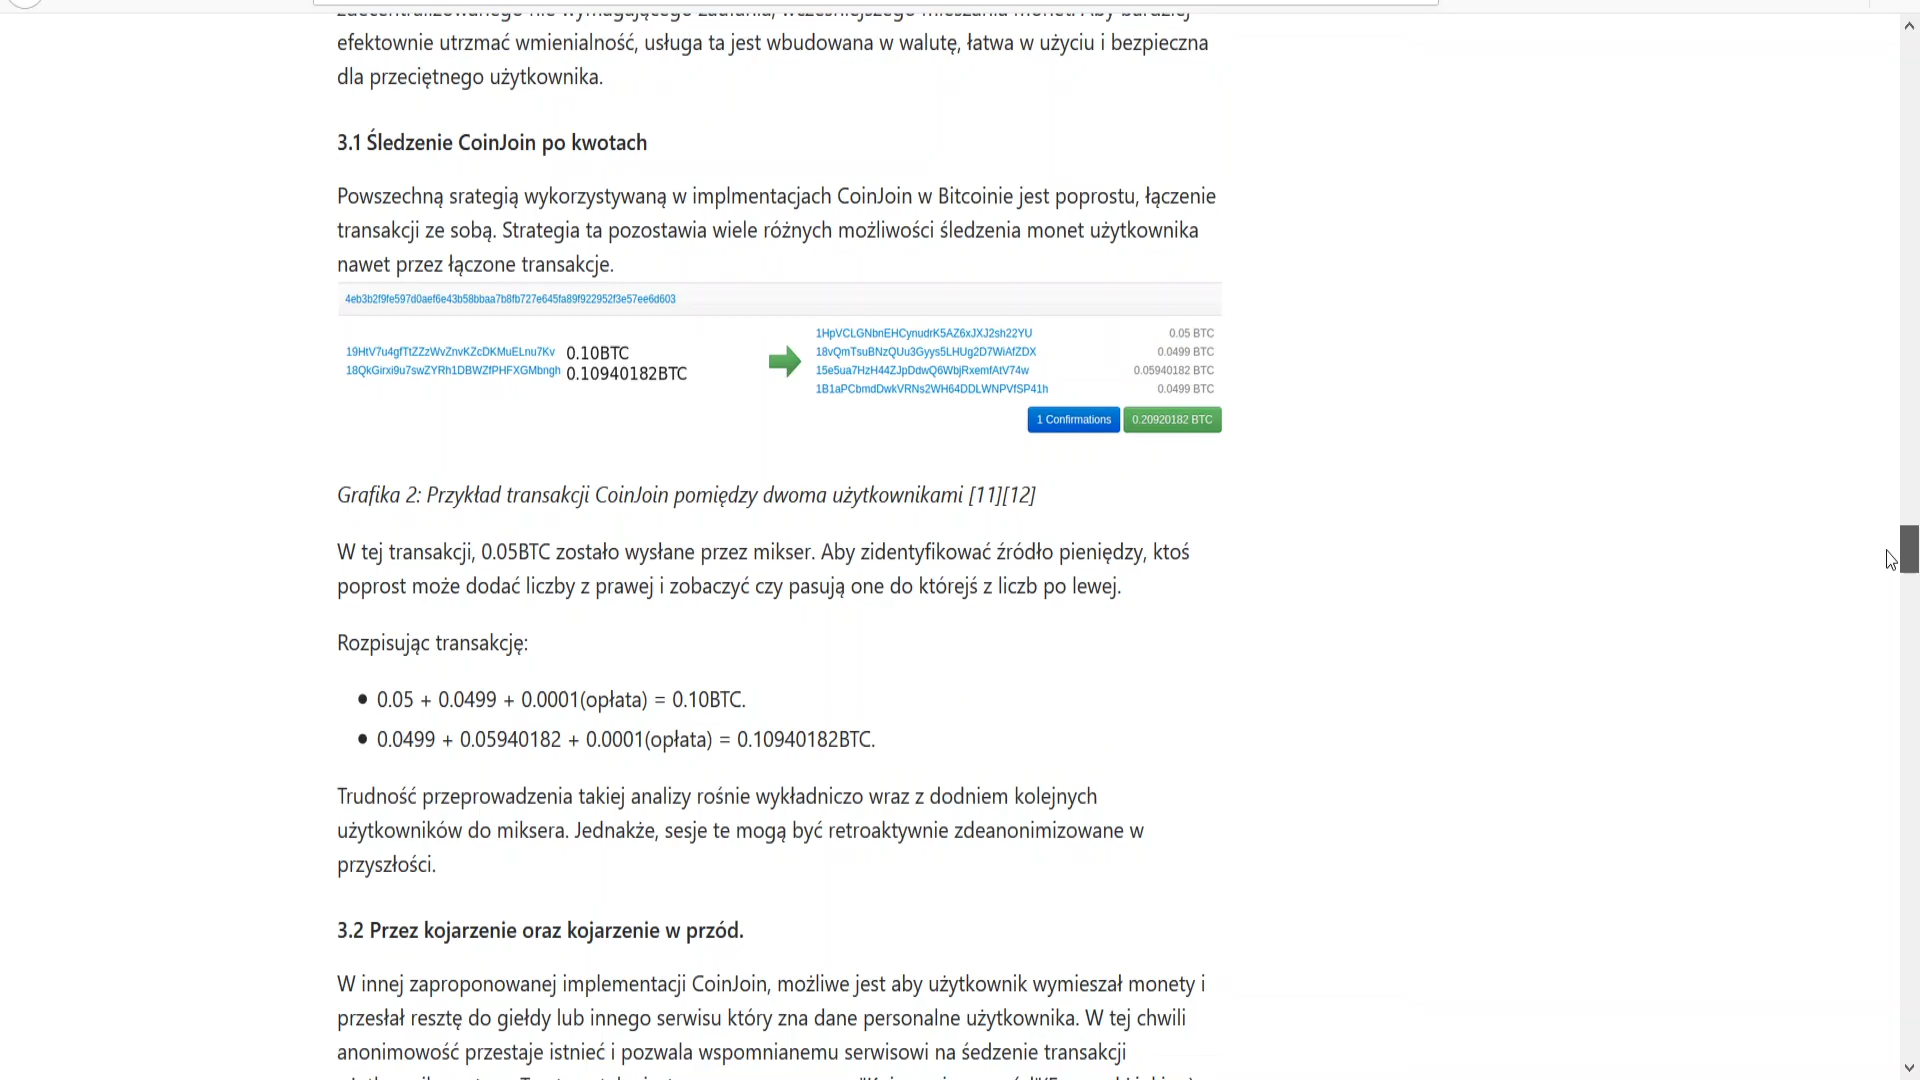 efektownie utrzmać wmienialność, usługa ta jest wbudowana w walutę, łatwa w użyciu i bezpieczna
dla przeciętnego użytkownika.
3.1 Śledzenie CoinJoin po kwotach
Powszechną srategią wykorzystywaną w implmentacjach CoinJoin w Bitcoinie jest poprostu, łączenie
transakcji ze sobą. Strategia ta pozostawia wiele różnych możliwości śledzenia monet użytkownika
nawet przez łączone transakcje.
4eb3b2f9fe597d0aef6e43b58bbaa7b8fb727e645fa89f922952f3e57ee6d603
1HpVCLGNbnEHCynudrK5AZ6xJXJ2sh22YU 0.05 BTC
19HtV7u4gfTtZZzWvZnvKZcDKMuELnu7Kv 0.10BTC 18vQmTsuBNzQUu3Gyys5LHUg2D7WiAfZDX 0.0499 BTC
18QkGirxi9u7swZYRh1DBWZfPHFXGMbngh 0.10940182BTC 15e5ua7HzH44ZJpDdwQ6WbjRxemfAtV74w 0.05940182 BTC
1B1aPCbmdDwkVRNs2WH64DDLWNPVfSP41h 0.0499 BTC
1 Confirmations 0.20920182 BTC
Grafika 2: Przykład transakcji CoinJoin pomiędzy dwoma użytkownikami [11][12]
W tej transakcji, 0.05BTC zostało wysłane przez mikser. Aby zidentyfikować źródło pieniędzy, ktoś
poprost może dodać liczby z prawej i zobaczyć czy pasują one do którejś z liczb po lewej.
Rozpisując transakcję:
• 0.05 + 0.0499 + 0.0001(opłata) = 0.10BTC.
• 0.0499 + 0.05940182 + 0.0001(opłata) = 0.10940182BTC.
Trudność przeprowadzenia takiej analizy rośnie wykładniczo wraz z dodniem kolejnych
użytkowników do miksera. Jednakże, sesje te mogą być retroaktywnie zdeanonimizowane w
przyszłości.
3.2 Przez kojarzenie oraz kojarzenie w przód.
W innej zaproponowanej implementacji CoinJoin, możliwe jest aby użytkownik wymieszał monety i
przesłał resztę do giełdy lub innego serwisu który zna dane personalne użytkownika. W tej chwili
anonimowość przestaje istnieć i pozwala wspomnianemu serwisowi na śedzenie transakcji